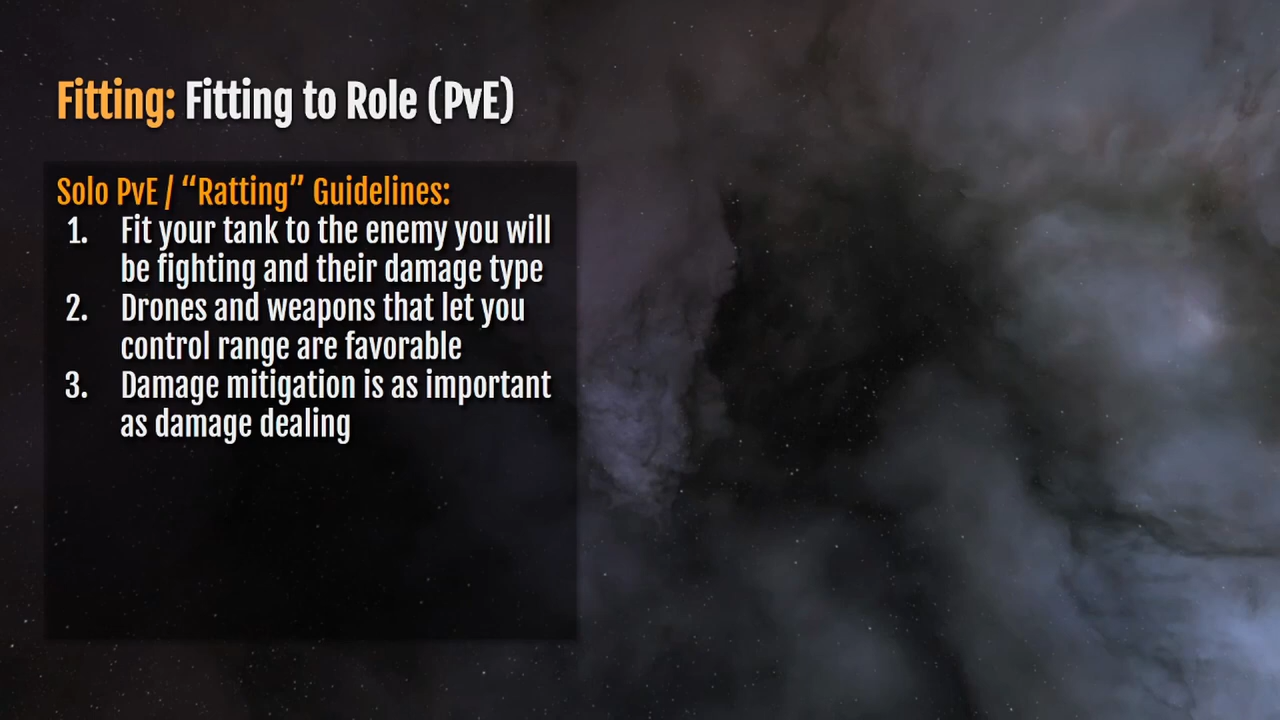 Fitting: Fitting to Role (PvE)
Solo PvE / “Ratting” Guidelines:
1. Fit your tank to the enemy you will
be fighting and their damage type
2. Drones and weapons that let you
control range are favorable
3. Damage mitigation is as important
as damage dealing